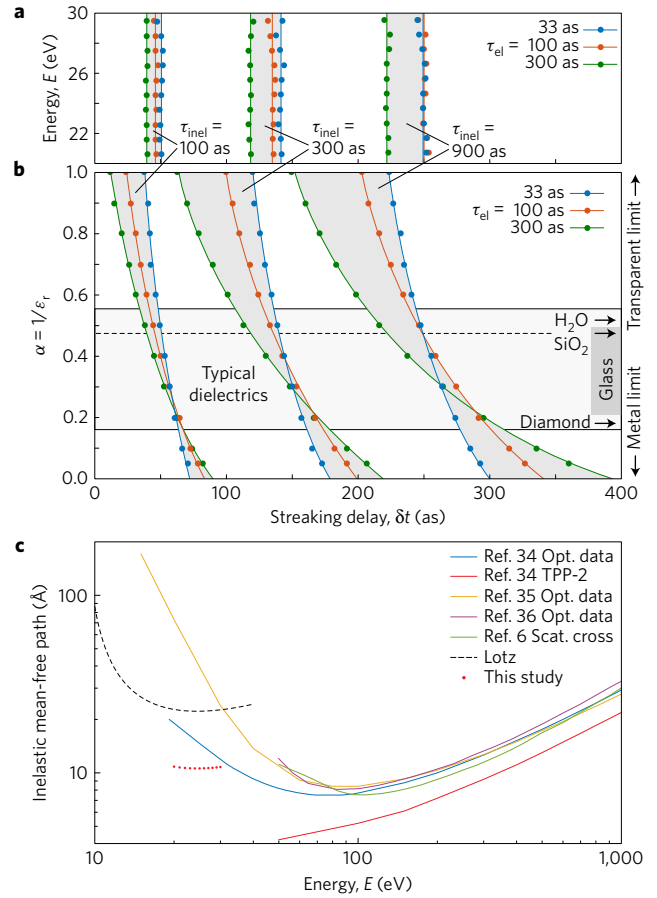 a
30
28
26
24
22
Energy, E (eV)
33 as
τel = 100 as
300 as
τinel =
100 as
τinel =
300 as
τinel =
900 as
b
1.0
0.8
0.6
0.4
0.2
0.0
α = 1/εr
33 as
τel = 100 as
300 as
H2O
SiO2
Typical
dielectrics
Diamond
Glass
Transparent limit
Metal limit
0
100
200
300
400
Streaking delay, δt (as)
c
100
10
Inelastic mean-free path (Å)
Ref. 34 Opt. data
Ref. 34 TPP-2
Ref. 35 Opt. data
Ref. 36 Opt. data
Ref. 6 Scat. cross
Lotz
This study
10
100
1,000
Energy, E (eV)